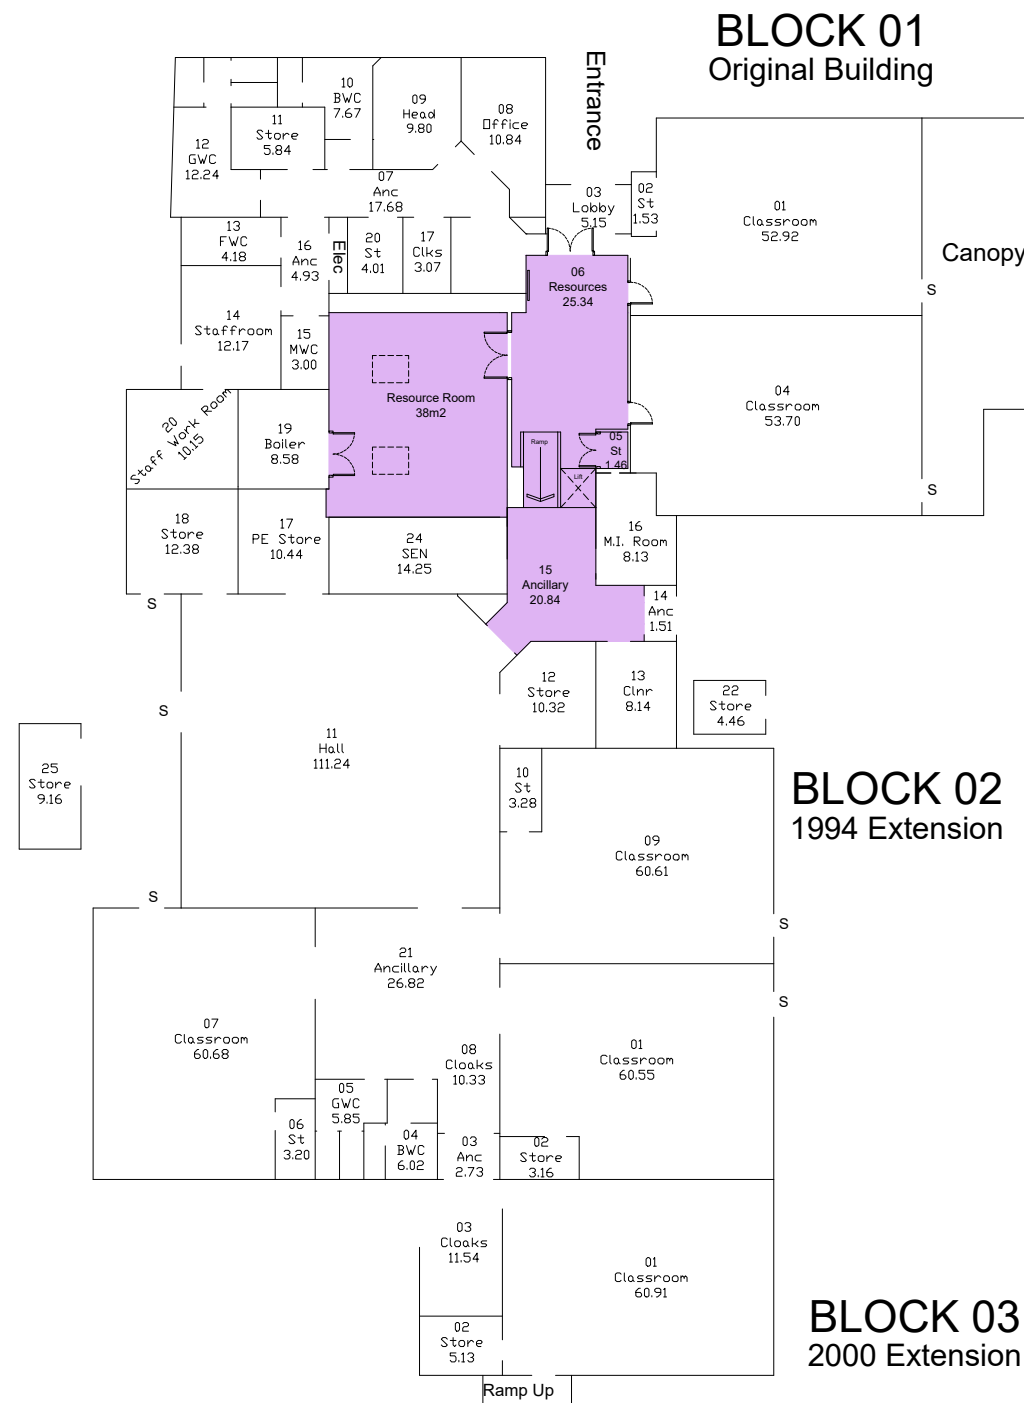 BLOCK 01
Original Building
Entrance
10
BWC
7.67
09
Head
9.80
08
Office
10.84
11
Store
5.84
12
GWC
12.24
07
Anc
17.68
03
Lobby
5.15
02
St
1.53
01
Classroom
52.92
Canopy
13
FWC
4.18
16
Anc
4.93
Elec
20
St
4.01
17
Clks
3.07
06
Resources
25.34
S
14
Staffroom
12.17
15
MWC
3.00
Resource Room
38m2
04
Classroom
53.70
20
Staff Work Room
10.15
19
Boiler
8.58
Ramp
05
St
1.46
Lift
S
18
Store
12.38
17
PE Store
10.44
24
SEN
14.25
16
M.I. Room
8.13
15
Ancillary
20.84
14
Anc
1.51
S
12
Store
10.32
13
Clnr
8.14
22
Store
4.46
S
11
Hall
111.24
25
Store
9.16
10
St
3.28
BLOCK 02
1994 Extension
09
Classroom
60.61
S
S
21
Ancillary
26.82
S
07
Classroom
60.68
08
Cloaks
10.33
01
Classroom
60.55
05
GWC
5.85
06
St
3.20
04
BWC
6.02
03
Anc
2.73
02
Store
3.16
03
Cloaks
11.54
01
Classroom
60.91
02
Store
5.13
BLOCK 03
2000 Extension
Ramp Up